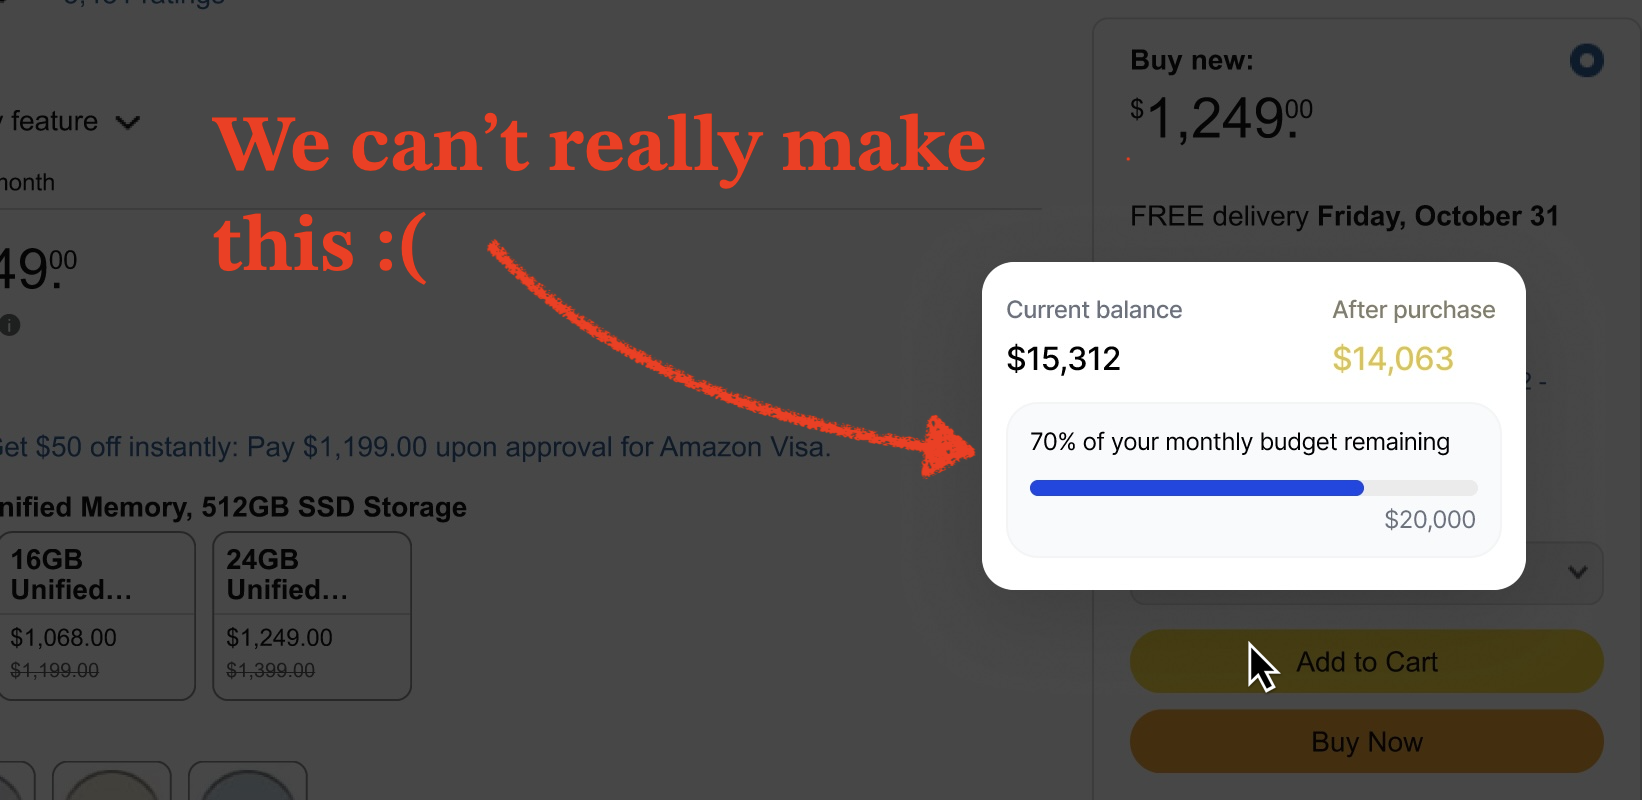 ratings
Buy new:
$1,249.00
feature
We can't really make
month
this :(
FREE delivery Friday, October 31
49.00
Current balance
After purchase
$15,312
$14,063
2 -
70% of your monthly budget remaining
Get $50 off instantly: Pay $1,199.00 upon approval for Amazon Visa.
$20,000
Unified Memory, 512GB SSD Storage
16GB
Unified...
24GB
Unified...
$1,068.00
$1,199.00
$1,249.00
$1,399.00
Add to Cart
Buy Now